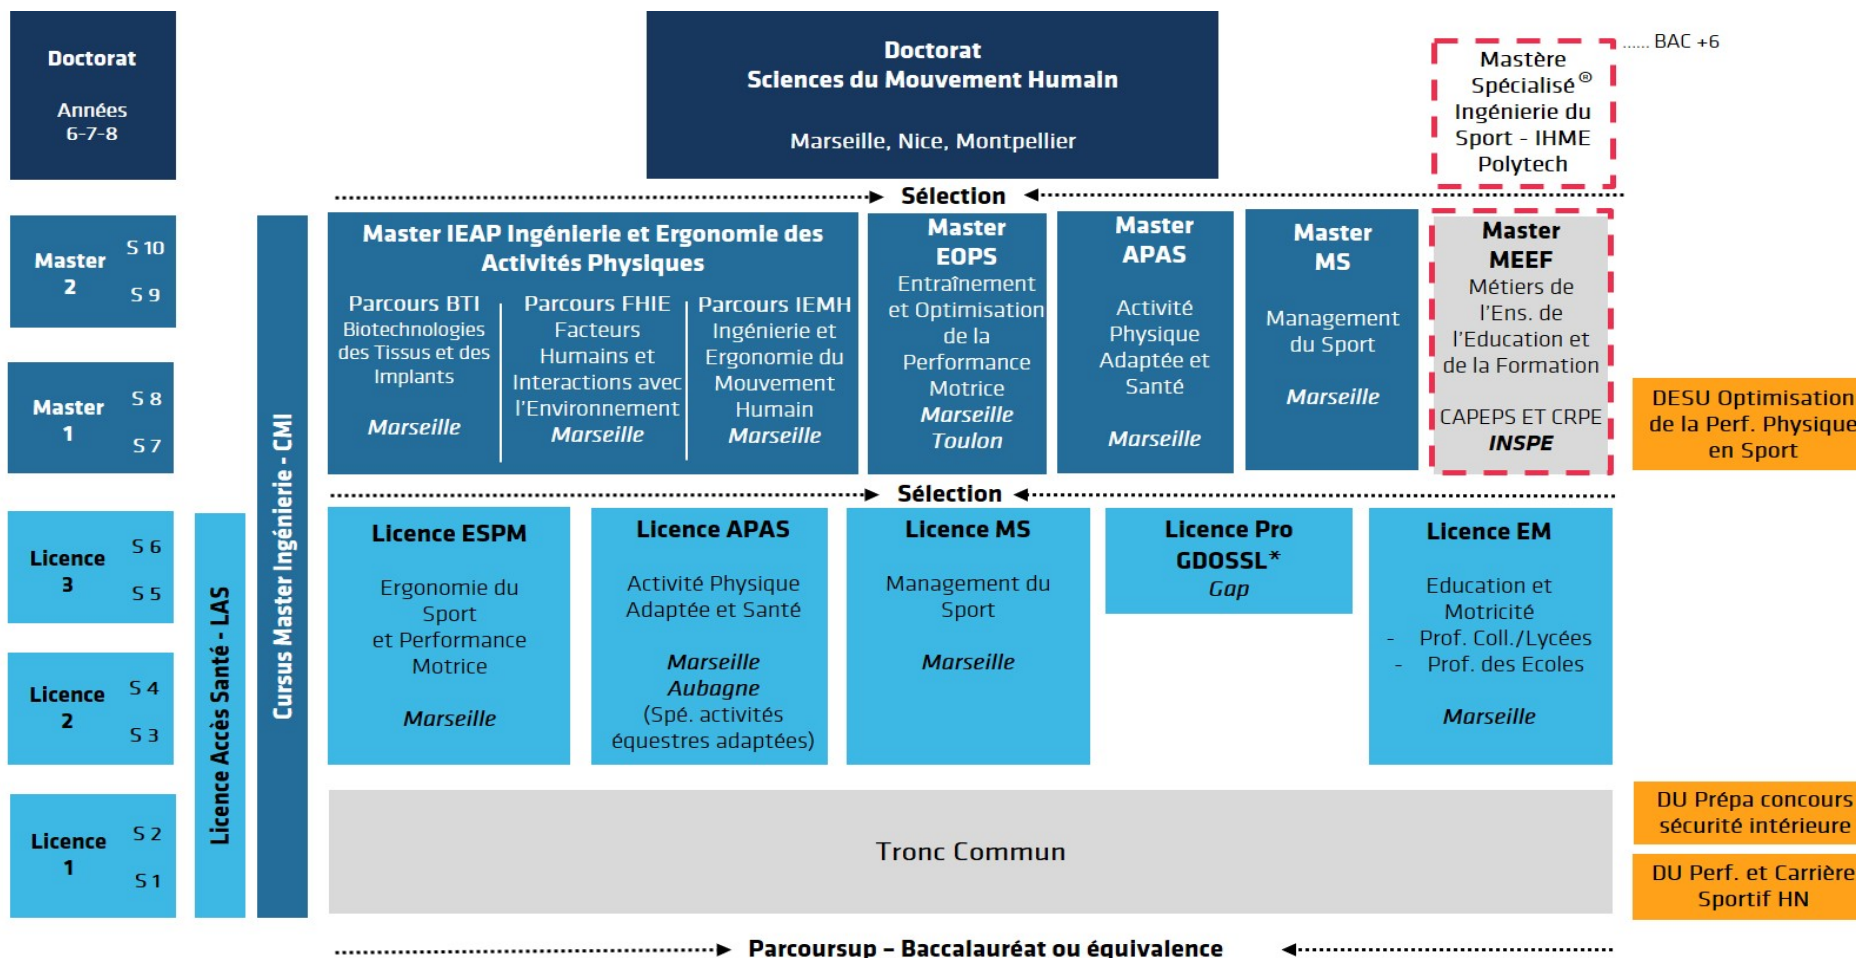 Doctorat
Années
6-7-8
Doctorat
Sciences du Mouvement Humain
Marseille, Nice, Montpellier
Mastère
Spécialisé®
Ingénierie du
Sport - IHME
Polytech
...... BAC +6
Sélection
Master
2
S 10
S 9
Master
1
S 8
S 7
Cursus Master Ingénierie - CMI
Master IEAP Ingénierie et Ergonomie des
Activités Physiques
Parcours BTI
Biotechnologies
des Tissus et des
Implants
Marseille
Parcours FHIE
Facteurs
Humains et
Interactions avec
l'Environnement
Marseille
Parcours IEMH
Ingénierie et
Ergonomie du
Mouvement
Humain
Marseille
Master
EOPS
Entraînement
et Optimisation
de la
Performance
Motrice
Marseille
Toulon
Master
APAS
Activité
Physique
Adaptée et
Santé
Marseille
Master
MS
Management
du Sport
Marseille
Master
MEEF
Métiers de
l'Ens. de
l'Education et
de la Formation
CAPEPS ET CRPE
INSPE
DESU Optimisation
de la Perf. Physique
en Sport
Sélection
Licence
3
S 6
S 5
Licence
2
S 4
S 3
Licence
1
S 2
S 1
Licence Accès Santé - LAS
Licence ESPM
Ergonomie du
Sport
et Performance
Motrice
Marseille
Licence APAS
Activité Physique
Adaptée et Santé
Marseille
Aubagne
(Spé. activités
équestres adaptées)
Licence MS
Management du
Sport
Marseille
Licence Pro
GDOSSL*
Gap
Licence EM
Education et
Motricité
- Prof. Coll./Lycées
- Prof. des Ecoles
Marseille
Tronc Commun
DU Prépa concours
sécurité intérieure
DU Perf. et Carrière
Sportif HN
Parcoursup – Baccalauréat ou équivalence